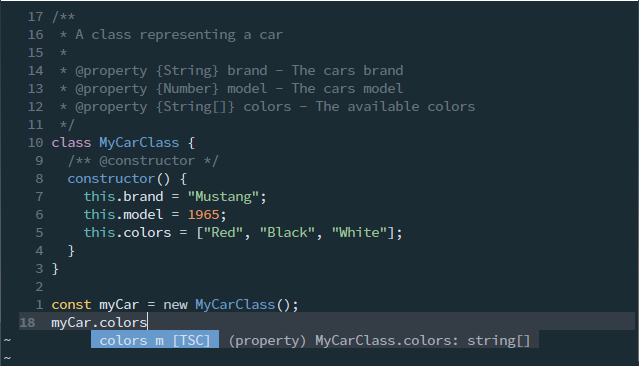 17 /**
16  * A class representing a car
15  *
14  * @property {String} brand - The cars brand
13  * @property {Number} model - The cars model
12  * @property {String[]} colors - The available colors
11  */
10 class MyCarClass {
9   /** @constructor */
8   constructor() {
7     this.brand = "Mustang";
6     this.model = 1965;
5     this.colors = ["Red", "Black", "White"];
4   }
3 }
2
1 const myCar = new MyCarClass();
18 myCar.colors
~ colors m [TSC] (property) MyCarClass.colors: string[]
~